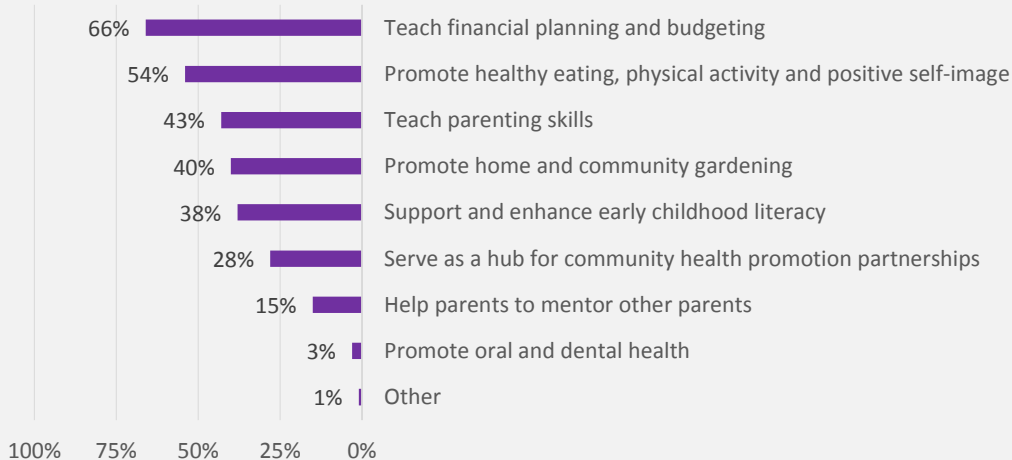 66% Teach financial planning and budgeting
54% Promote healthy eating, physical activity and positive self-image
43% Teach parenting skills
40% Promote home and community gardening
38% Support and enhance early childhood literacy
28% Serve as a hub for community health promotion partnerships
15% Help parents to mentor other parents
3% Promote oral and dental health
1% Other
100% 75% 50% 25% 0%